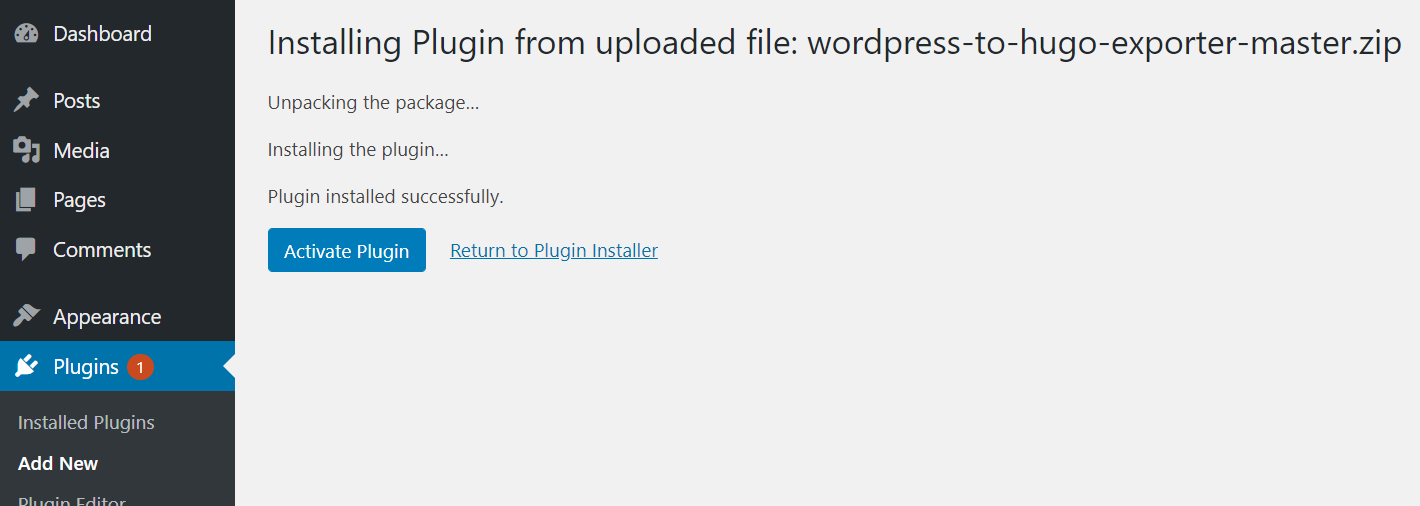 Dashboard
Posts
Media
Pages
Comments
Appearance
Plugins 1
Installed Plugins
Add New
Plugin Editor
Installing Plugin from uploaded file: wordpress-to-hugo-exporter-master.zip
Unpacking the package…
Installing the plugin…
Plugin installed successfully.
Activate Plugin Return to Plugin Installer